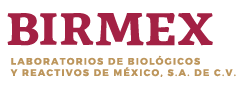 BIRMEX
LABORATORIOS DE BIOLÓGICOS
Y REACTIVOS DE MÉXICO, S.A. DE C.V.